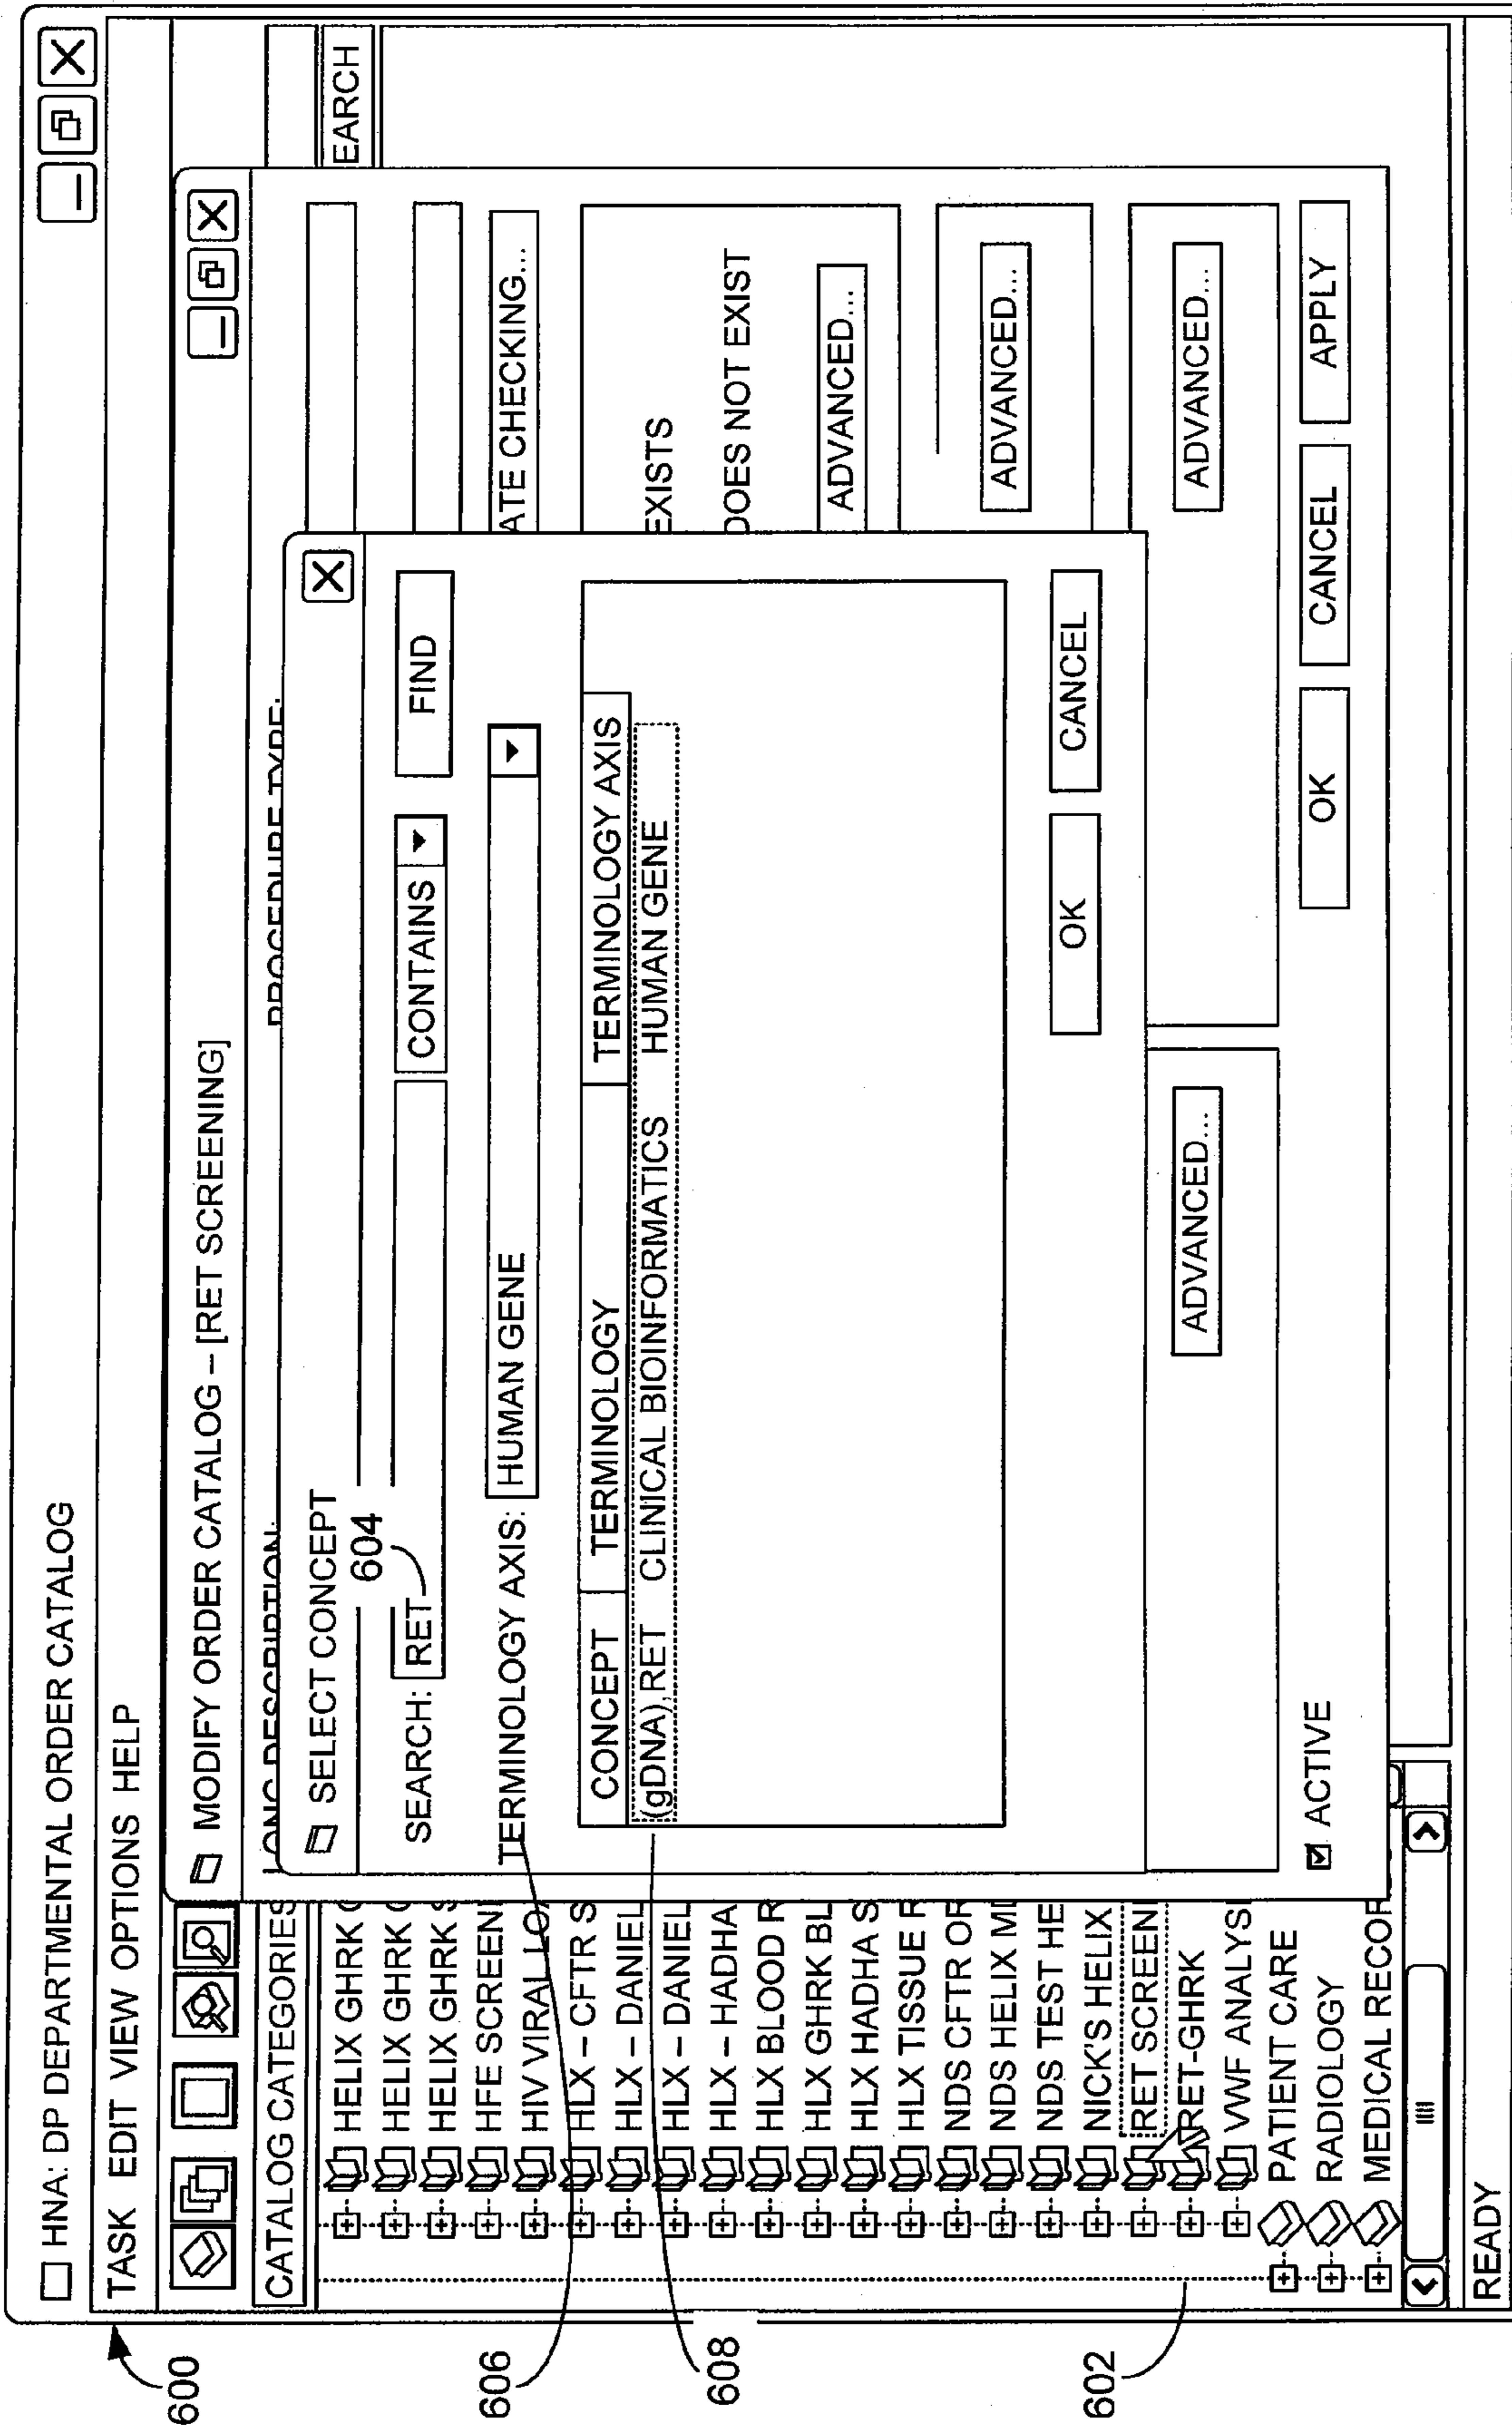 600
HNA: DP DEPARTMENTAL ORDER CATALOG
TASK EDIT VIEW OPTIONS HELP
CATALOG CATEGORIES
EARCH
HELIX GHRK
HELIX GHRK
HELIX GHRK S
HFE SCREEN
HIV VIRAL LOA
HLX – CFTR S
HLX – DANIEL
HLX – DANIEL
HLX – HADHA
HLX BLOOD R
HLX GHRK BL
HLX HADHA S
HLX TISSUE R
NDS CFTR OR
NDS HELIX MI
NDS TEST HE
NICK'S HELIX
RET SCREEN
RET-GHRK
VWF ANALYS
PATIENT CARE
RADIOLOGY
MEDICAL RECOR
READY
606
608
602
MODIFY ORDER CATALOG – [RET SCREENING]
LONG DESCRIPTION:
PROCEDURE TYPE:
ATE CHECKING...
EXISTS
DOES NOT EXIST
ADVANCED...
ADVANCED...
ADVANCED...
ADVANCED...
ACTIVE
OK
CANCEL
APPLY
SELECT CONCEPT
604
SEARCH: RET
CONTAINS
FIND
TERMINOLOGY AXIS: HUMAN GENE
CONCEPT TERMINOLOGY TERMINOLOGY AXIS
(gDNA),RET CLINICAL BIOINFORMATICS HUMAN GENE
OK
CANCEL